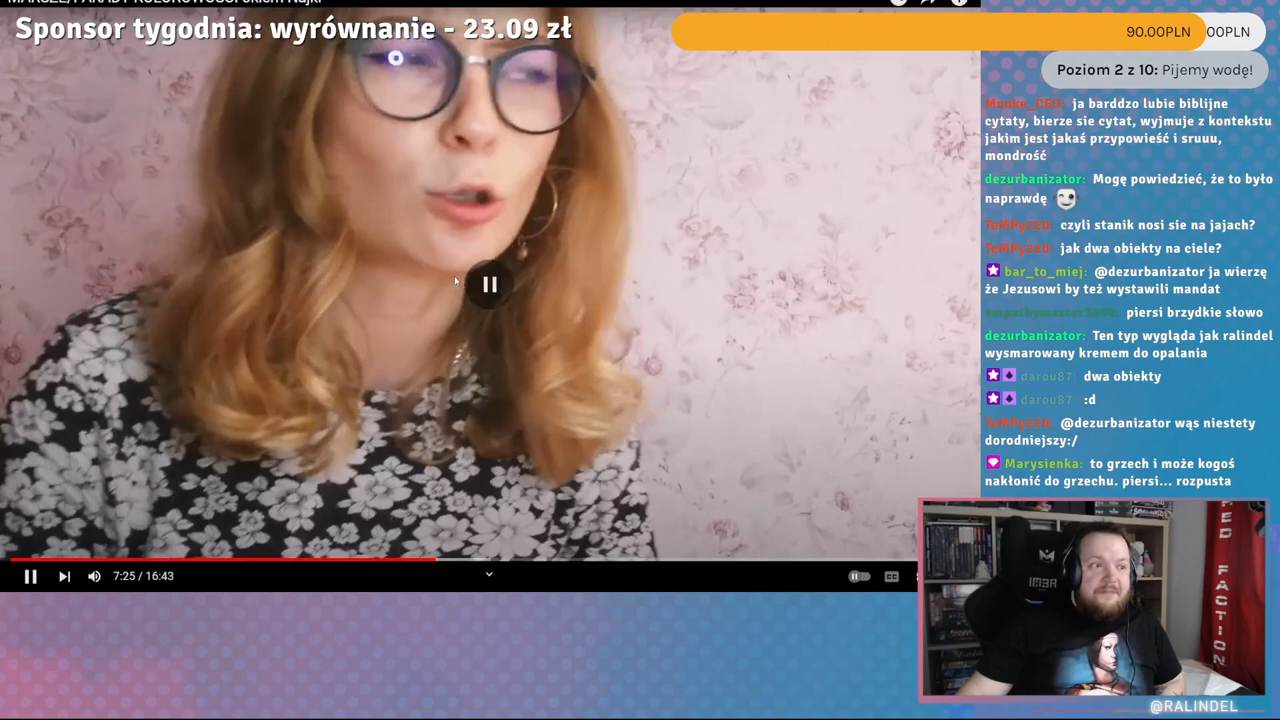 Sponsor tygodnia: wyrównanie - 23.09 zł
90.00PLN
00PLN
Poziom 2 z 10: Pijemy wodę!
Monke_CEO: ja barddzo lubie biblijne
cytaty, bierze sie cytat, wyjmuje z kontekstu
jakim jest jakaś przypowieść i sruuu,
mondrość
dezurbanizator: Mogę powiedzieć, że to było
naprawdę
TeMPy220: czyli stanik nosi sie na jajach?
TeMPy220: jak dwa obiekty na ciele?
bar_to_miej: @dezurbanizator ja wierzę
że Jezusowi by też wystawili mandat
piersi brzydkie słowo
dezurbanizator: Ten typ wygląda jak ralindel
wysmarowany kremem do opalania
darou87: dwa obiekty
darou87 :d
TeMPy220: @dezurbanizator wąs niestety
dorodniejszy:/
Marysienka: to grzech i może kogoś
nakłonić do grzechu. piersi... rozpusta
7:25 / 16:43
CC
RED FACTION
@RALINDEL